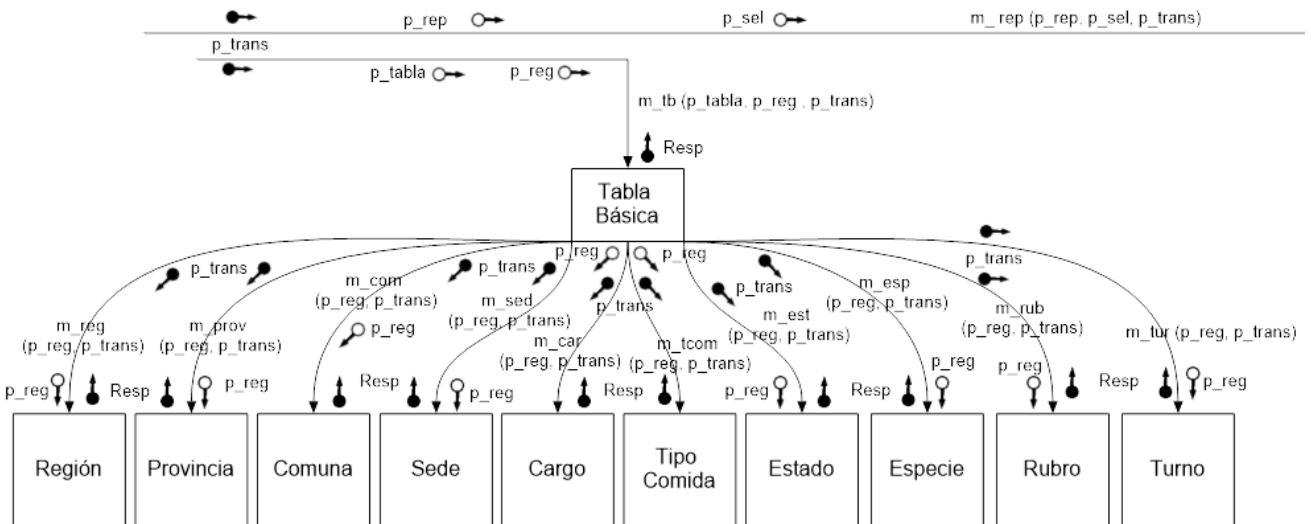 p_rep
p_sel
m_rep (p_rep, p_sel, p_trans)
p_trans
p_tabla
p_reg
m_tb (p_tabla, p_reg , p_trans)
Resp
Tabla
Básica
p_reg
p_reg
p_trans
p_trans
p_trans
p_trans
p_trans
m_com
(p_reg, p_trans)
m_sed
(p_reg, p_trans)
m_esp
(p_reg, p_trans)
m_reg
(p_reg, p_trans)
m_prov
(p_reg, p_trans)
p_reg
m_car
(p_reg, p_trans)
m_tcom
(p_reg, p_trans)
m_est
(p_reg, p_trans)
m_rub
(p_reg, p_trans)
m_tur (p_reg, p_trans)
p_reg
Resp
p_reg
Resp
p_reg
Resp
p_reg
Resp
p_reg
p_reg
Resp
p_reg
Región
Provincia
Comuna
Sede
Cargo
Tipo
Comida
Estado
Especie
Rubro
Turno